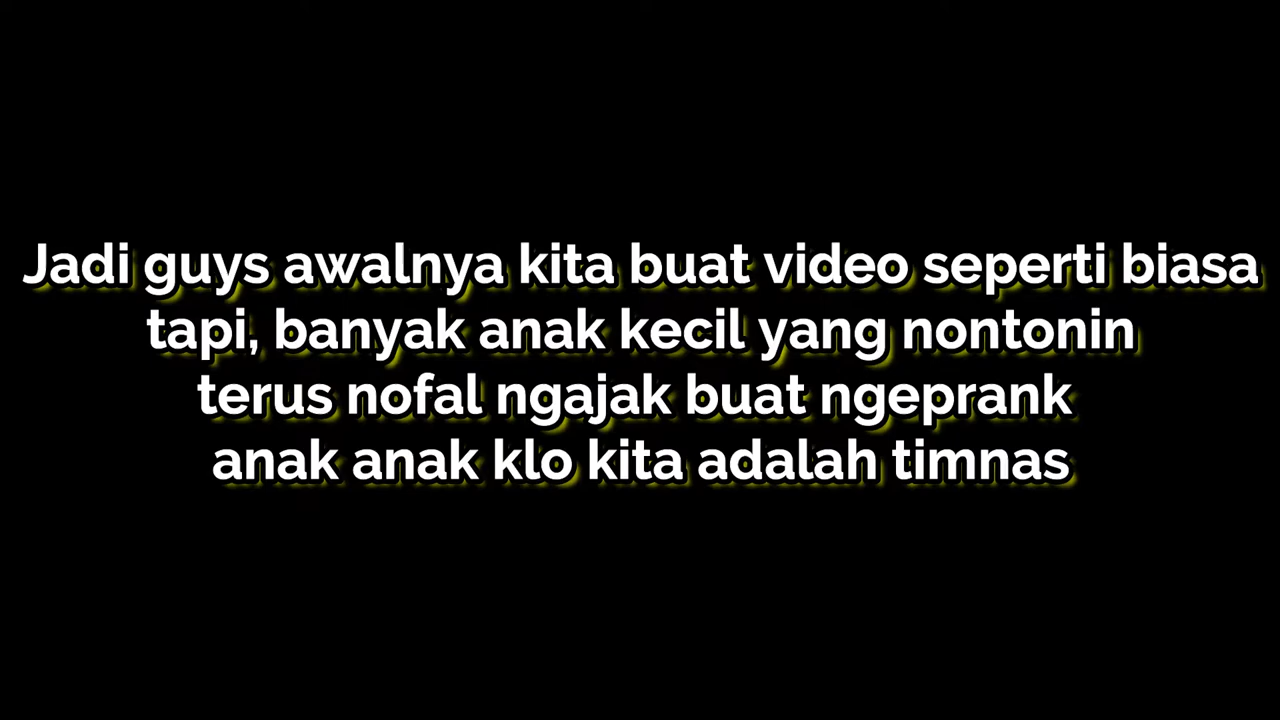 Jadi guys awalnya kita buat video seperti biasa
tapi, banyak anak kecil yang nontonin
terus nofal ngajak buat ngeprank
anak anak klo kita adalah timnas